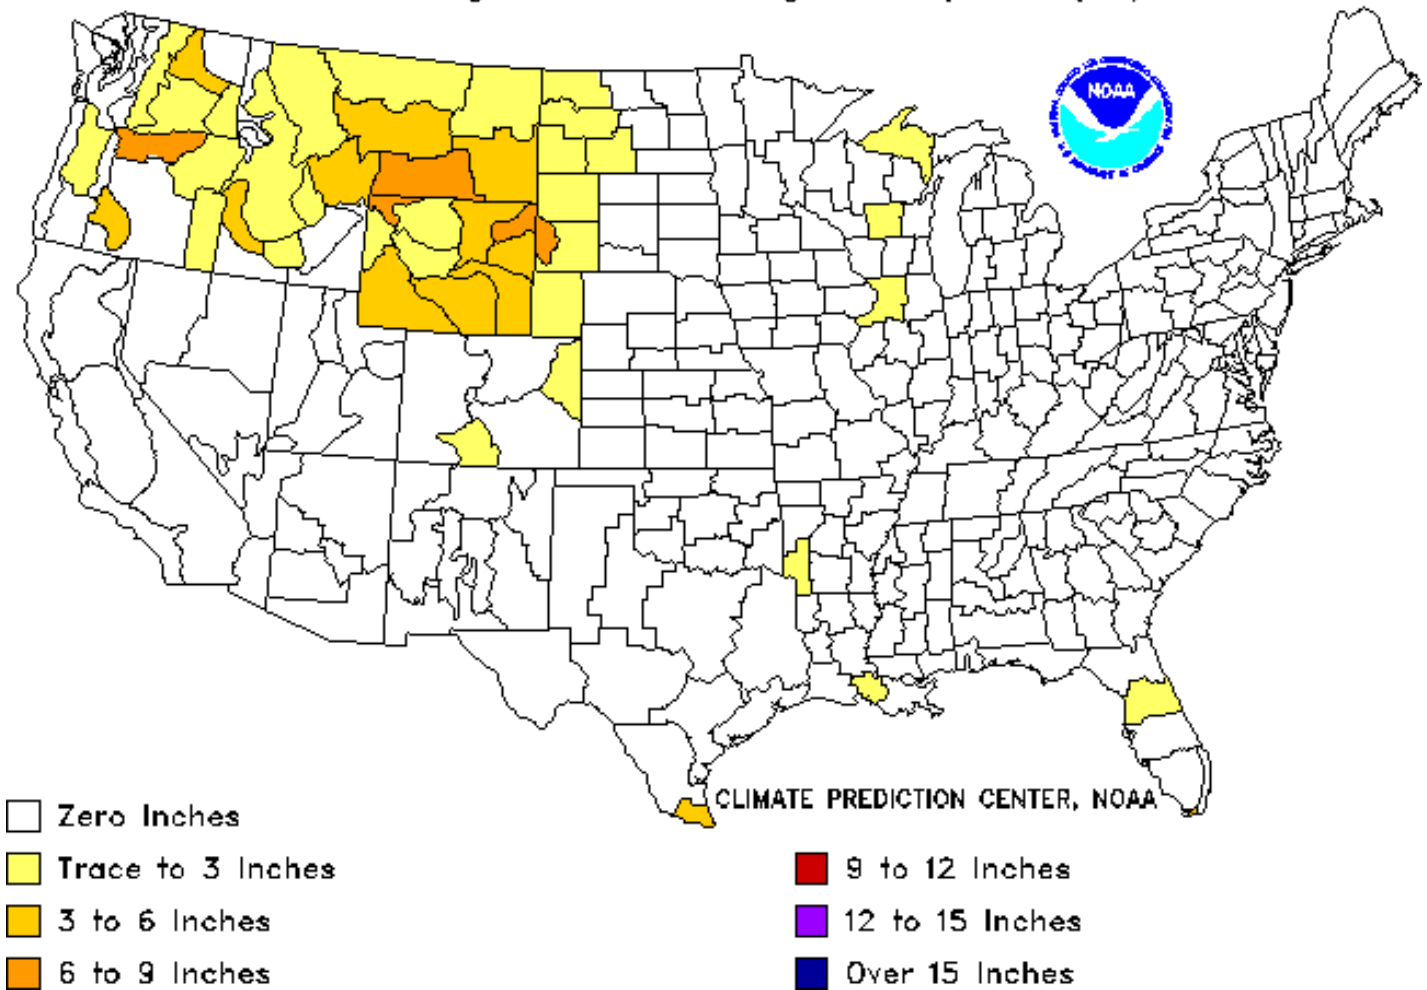 NOAA
CLIMATE PREDICTION CENTER, NOAA
Zero Inches
Trace to 3 Inches
3 to 6 Inches
6 to 9 Inches
9 to 12 Inches
12 to 15 Inches
Over 15 Inches